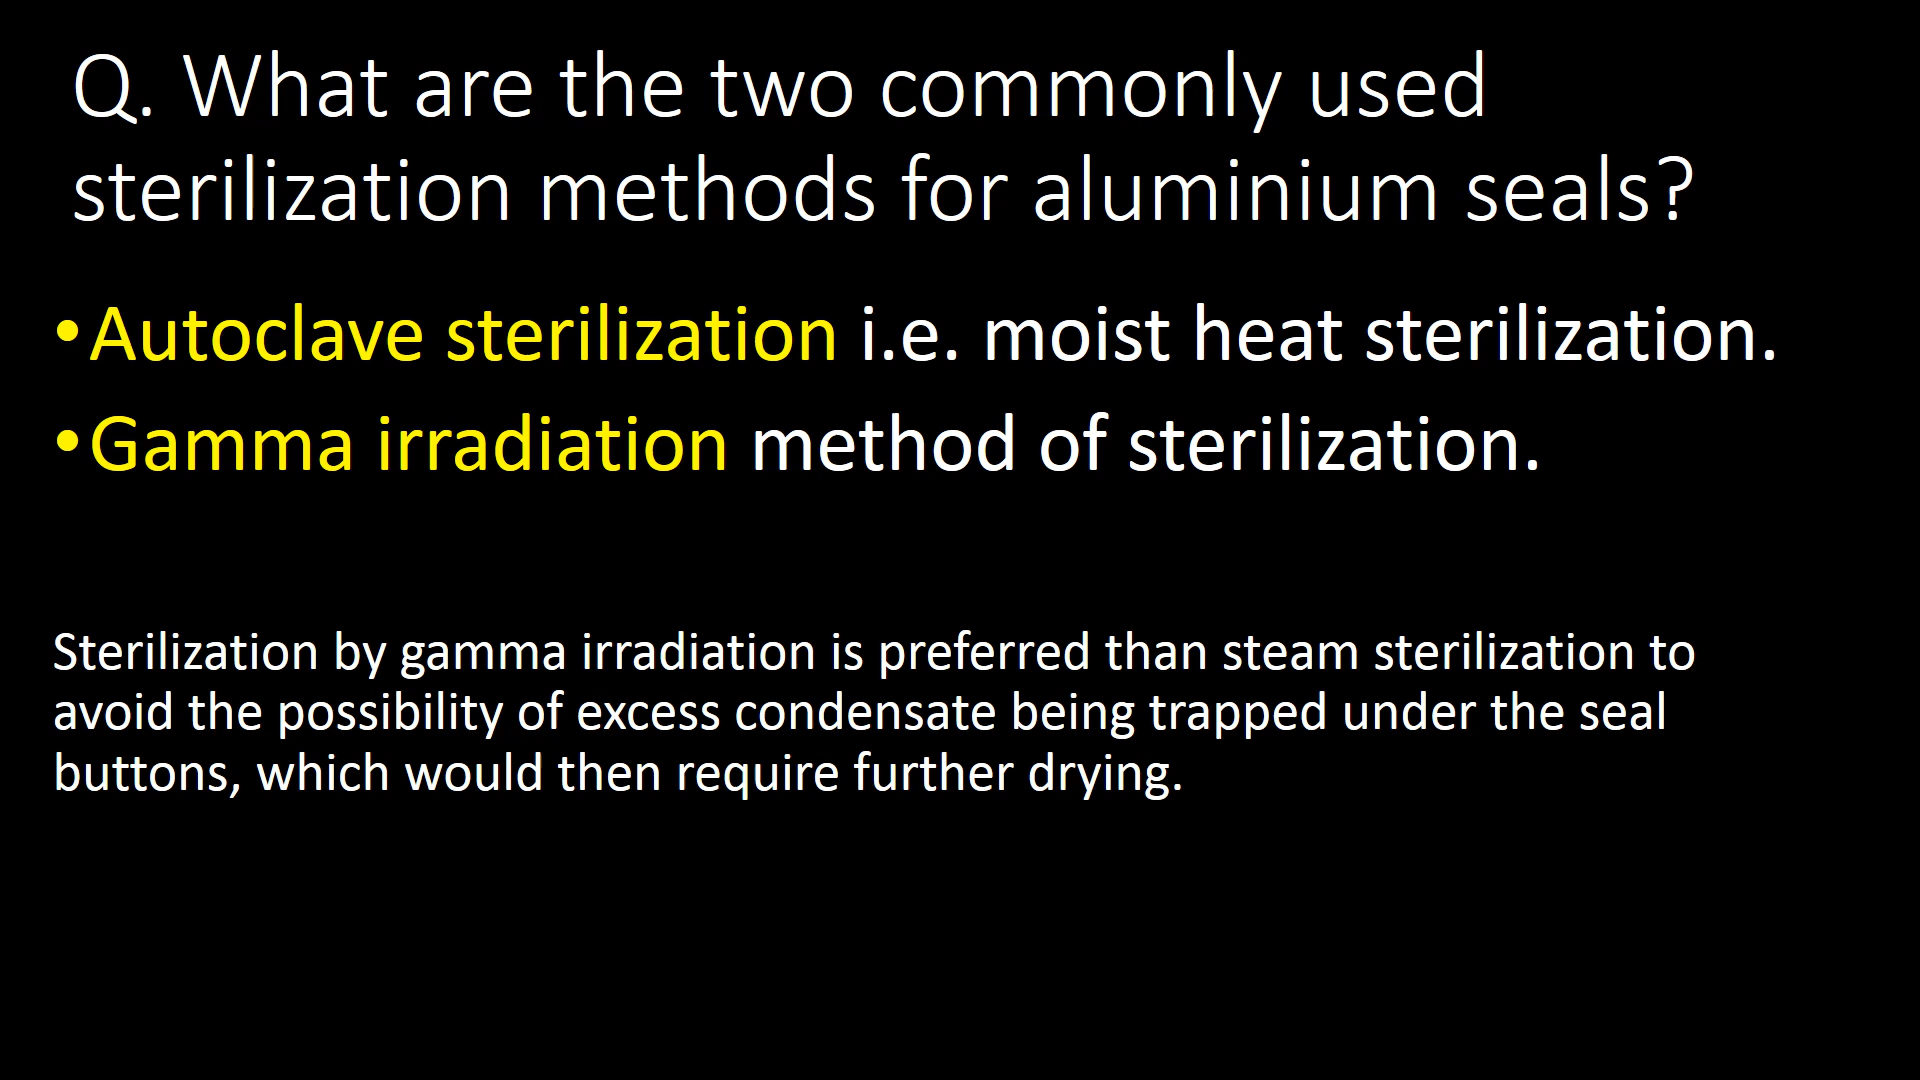 Q. What are the two commonly used
sterilization methods for aluminium seals?
•Autoclave sterilization i.e. moist heat sterilization.
•Gamma irradiation method of sterilization.
Sterilization by gamma irradiation is preferred than steam sterilization to
avoid the possibility of excess condensate being trapped under the seal
buttons, which would then require further drying.